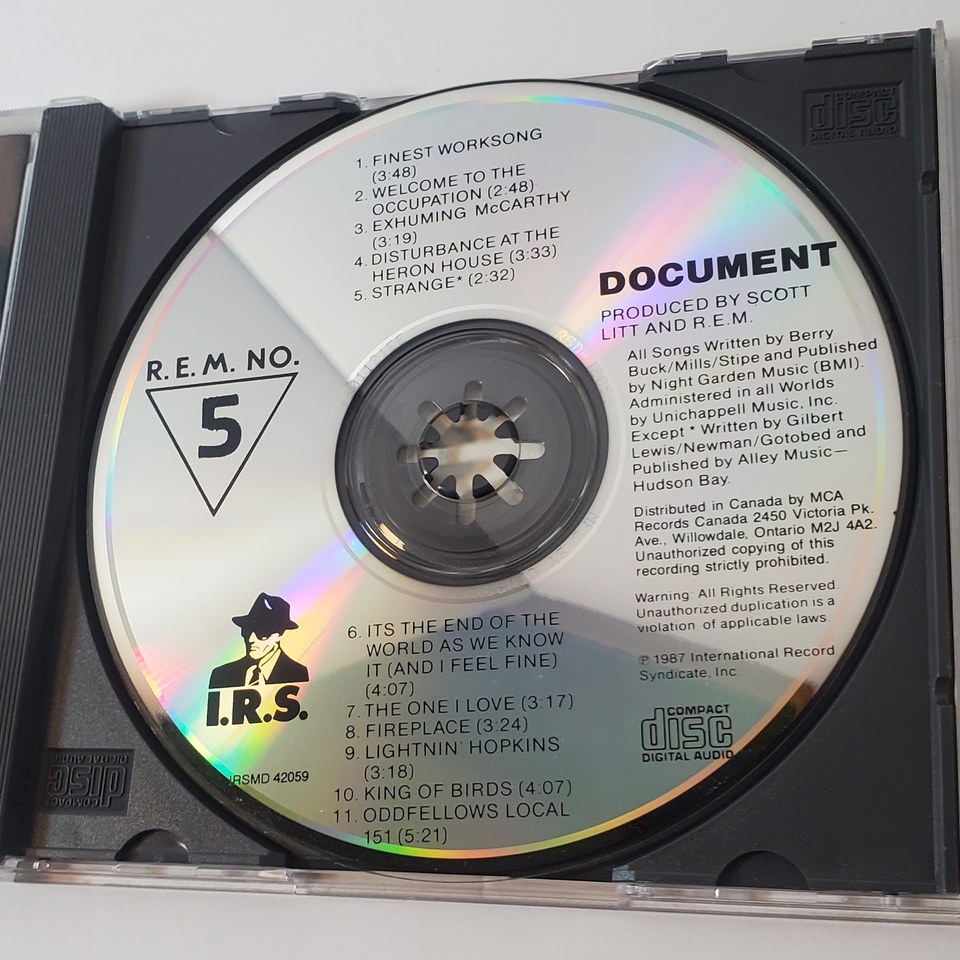 1. FINEST WORKSONG
(3:48)
2. WELCOME TO THE
OCCUPATION (2:48)
3. EXHUMING McCARTHY
(3:19)
4. DISTURBANCE AT THE
HERON HOUSE (3:33)
5. STRANGE* (2:32)
R.E.M. NO.
5
DOCUMENT
PRODUCED BY SCOTT
LITT AND R.E.M.
All Songs Written by Berry
Buck/Mills/Stipe and Published
by Night Garden Music (BMI).
Administered in all Worlds
by Unichappell Music, Inc.
Except * Written by Gilbert
Lewis/Newman/Gotobed and
Published by Alley Music—
Hudson Bay.
Distributed in Canada by MCA
Records Canada 2450 Victoria Pk.
Ave., Willowdale, Ontario M2J 4A2.
Unauthorized copying of this
recording strictly prohibited.
Warning: All Rights Reserved.
Unauthorized duplication is a
violation of applicable laws.
℗ 1987 International Record
Syndicate, Inc.
COMPACT
disc
DIGITAL AUDIO
I.R.S.
IRSMD 42059
6. ITS THE END OF THE
WORLD AS WE KNOW
IT (AND I FEEL FINE)
(4:07)
7. THE ONE I LOVE (3:17)
8. FIREPLACE (3:24)
9. LIGHTNIN' HOPKINS
(3:18)
10. KING OF BIRDS (4:07)
11. ODDFELLOWS LOCAL
151 (5:21)
COMPACT
disc
DIGITAL AUDIO
COMPACT
disc
DIGITAL AUDIO